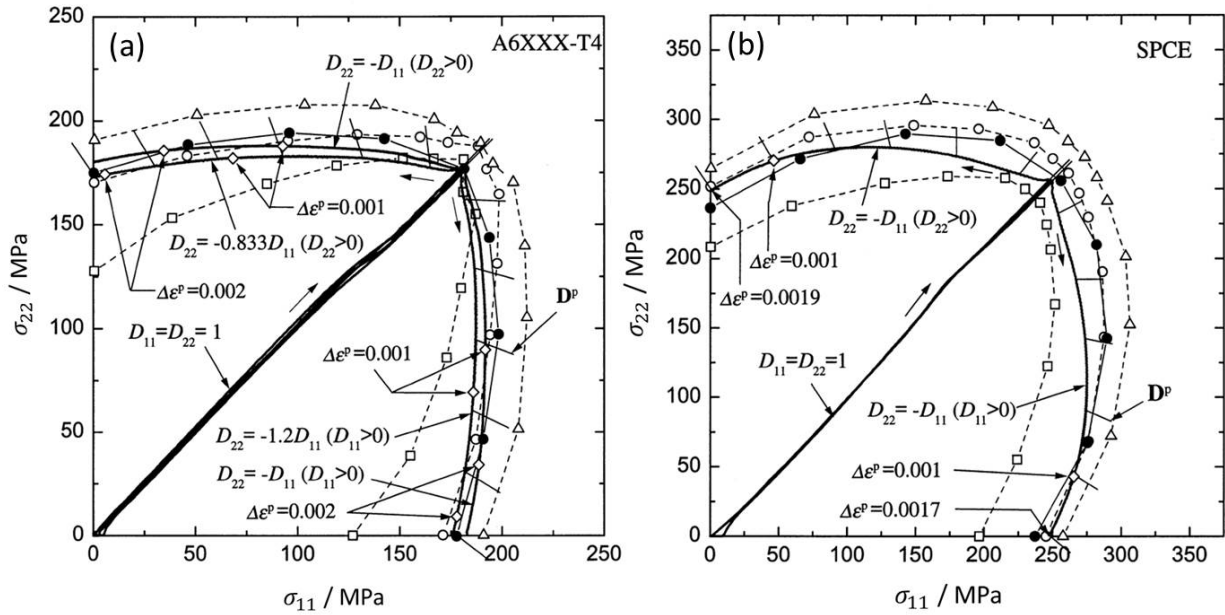 (a)
A6XXX-T4
D₂₂= -D₁₁ (D₂₂>0)
Δεᵖ=0.001
D₂₂= -0.833D₁₁ (D₂₂>0)
Δεᵖ=0.002
D₁₁=D₂₂= 1
Dᵖ
Δεᵖ=0.001
D₂₂= -1.2D₁₁ (D₁₁>0)
D₂₂= -D₁₁ (D₁₁>0)
Δεᵖ=0.002
250
200
150
100
50
0
0 50 100 150 200 250
σ₂₂ / MPa
σ₁₁ / MPa
(b)
SPCE
D₂₂= -D₁₁ (D₂₂>0)
Δεᵖ=0.001
Δεᵖ=0.0019
D₁₁=D₂₂=1
D₂₂= -D₁₁ (D₁₁>0)
Dᵖ
Δεᵖ=0.001
Δεᵖ=0.0017
350
300
250
200
150
100
50
0
0 50 100 150 200 250 300 350
σ₂₂ / MPa
σ₁₁ / MPa